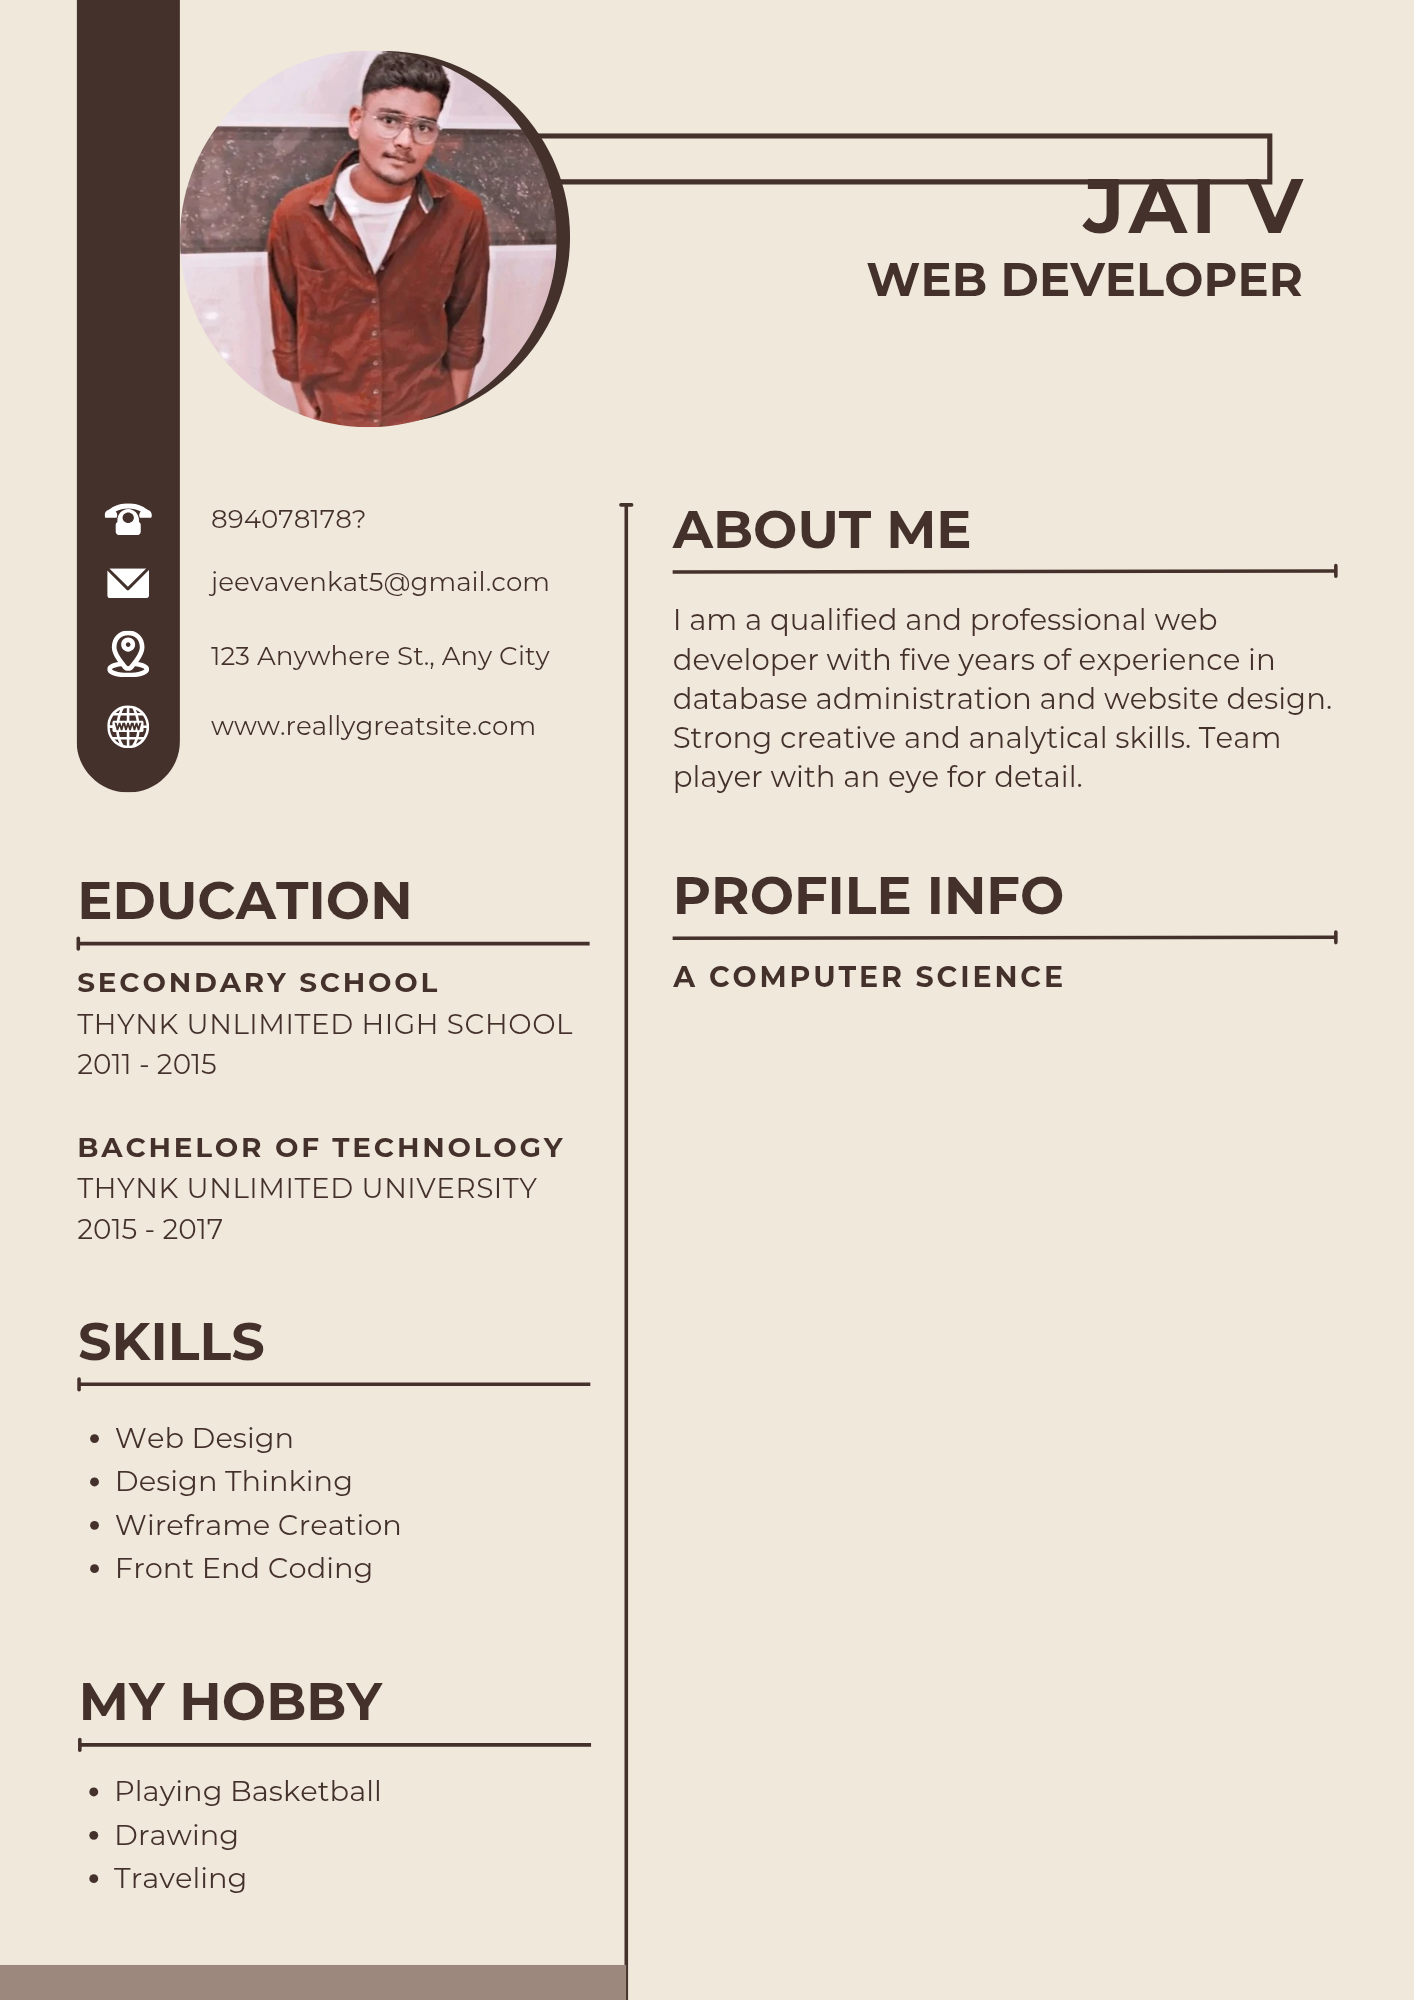 JAI V
WEB DEVELOPER
894078178?
jeevavenkat5@gmail.com
123 Anywhere St., Any City
www.reallygreatsite.com
WWW
EDUCATION
SECONDARY SCHOOL
THYNK UNLIMITED HIGH SCHOOL
2011 - 2015
BACHELOR OF TECHNOLOGY
THYNK UNLIMITED UNIVERSITY
2015 - 2017
SKILLS
• Web Design
• Design Thinking
• Wireframe Creation
• Front End Coding
MY HOBBY
• Playing Basketball
• Drawing
• Traveling
ABOUT ME
I am a qualified and professional web
developer with five years of experience in
database administration and website design.
Strong creative and analytical skills. Team
player with an eye for detail.
PROFILE INFO
A COMPUTER SCIENCE